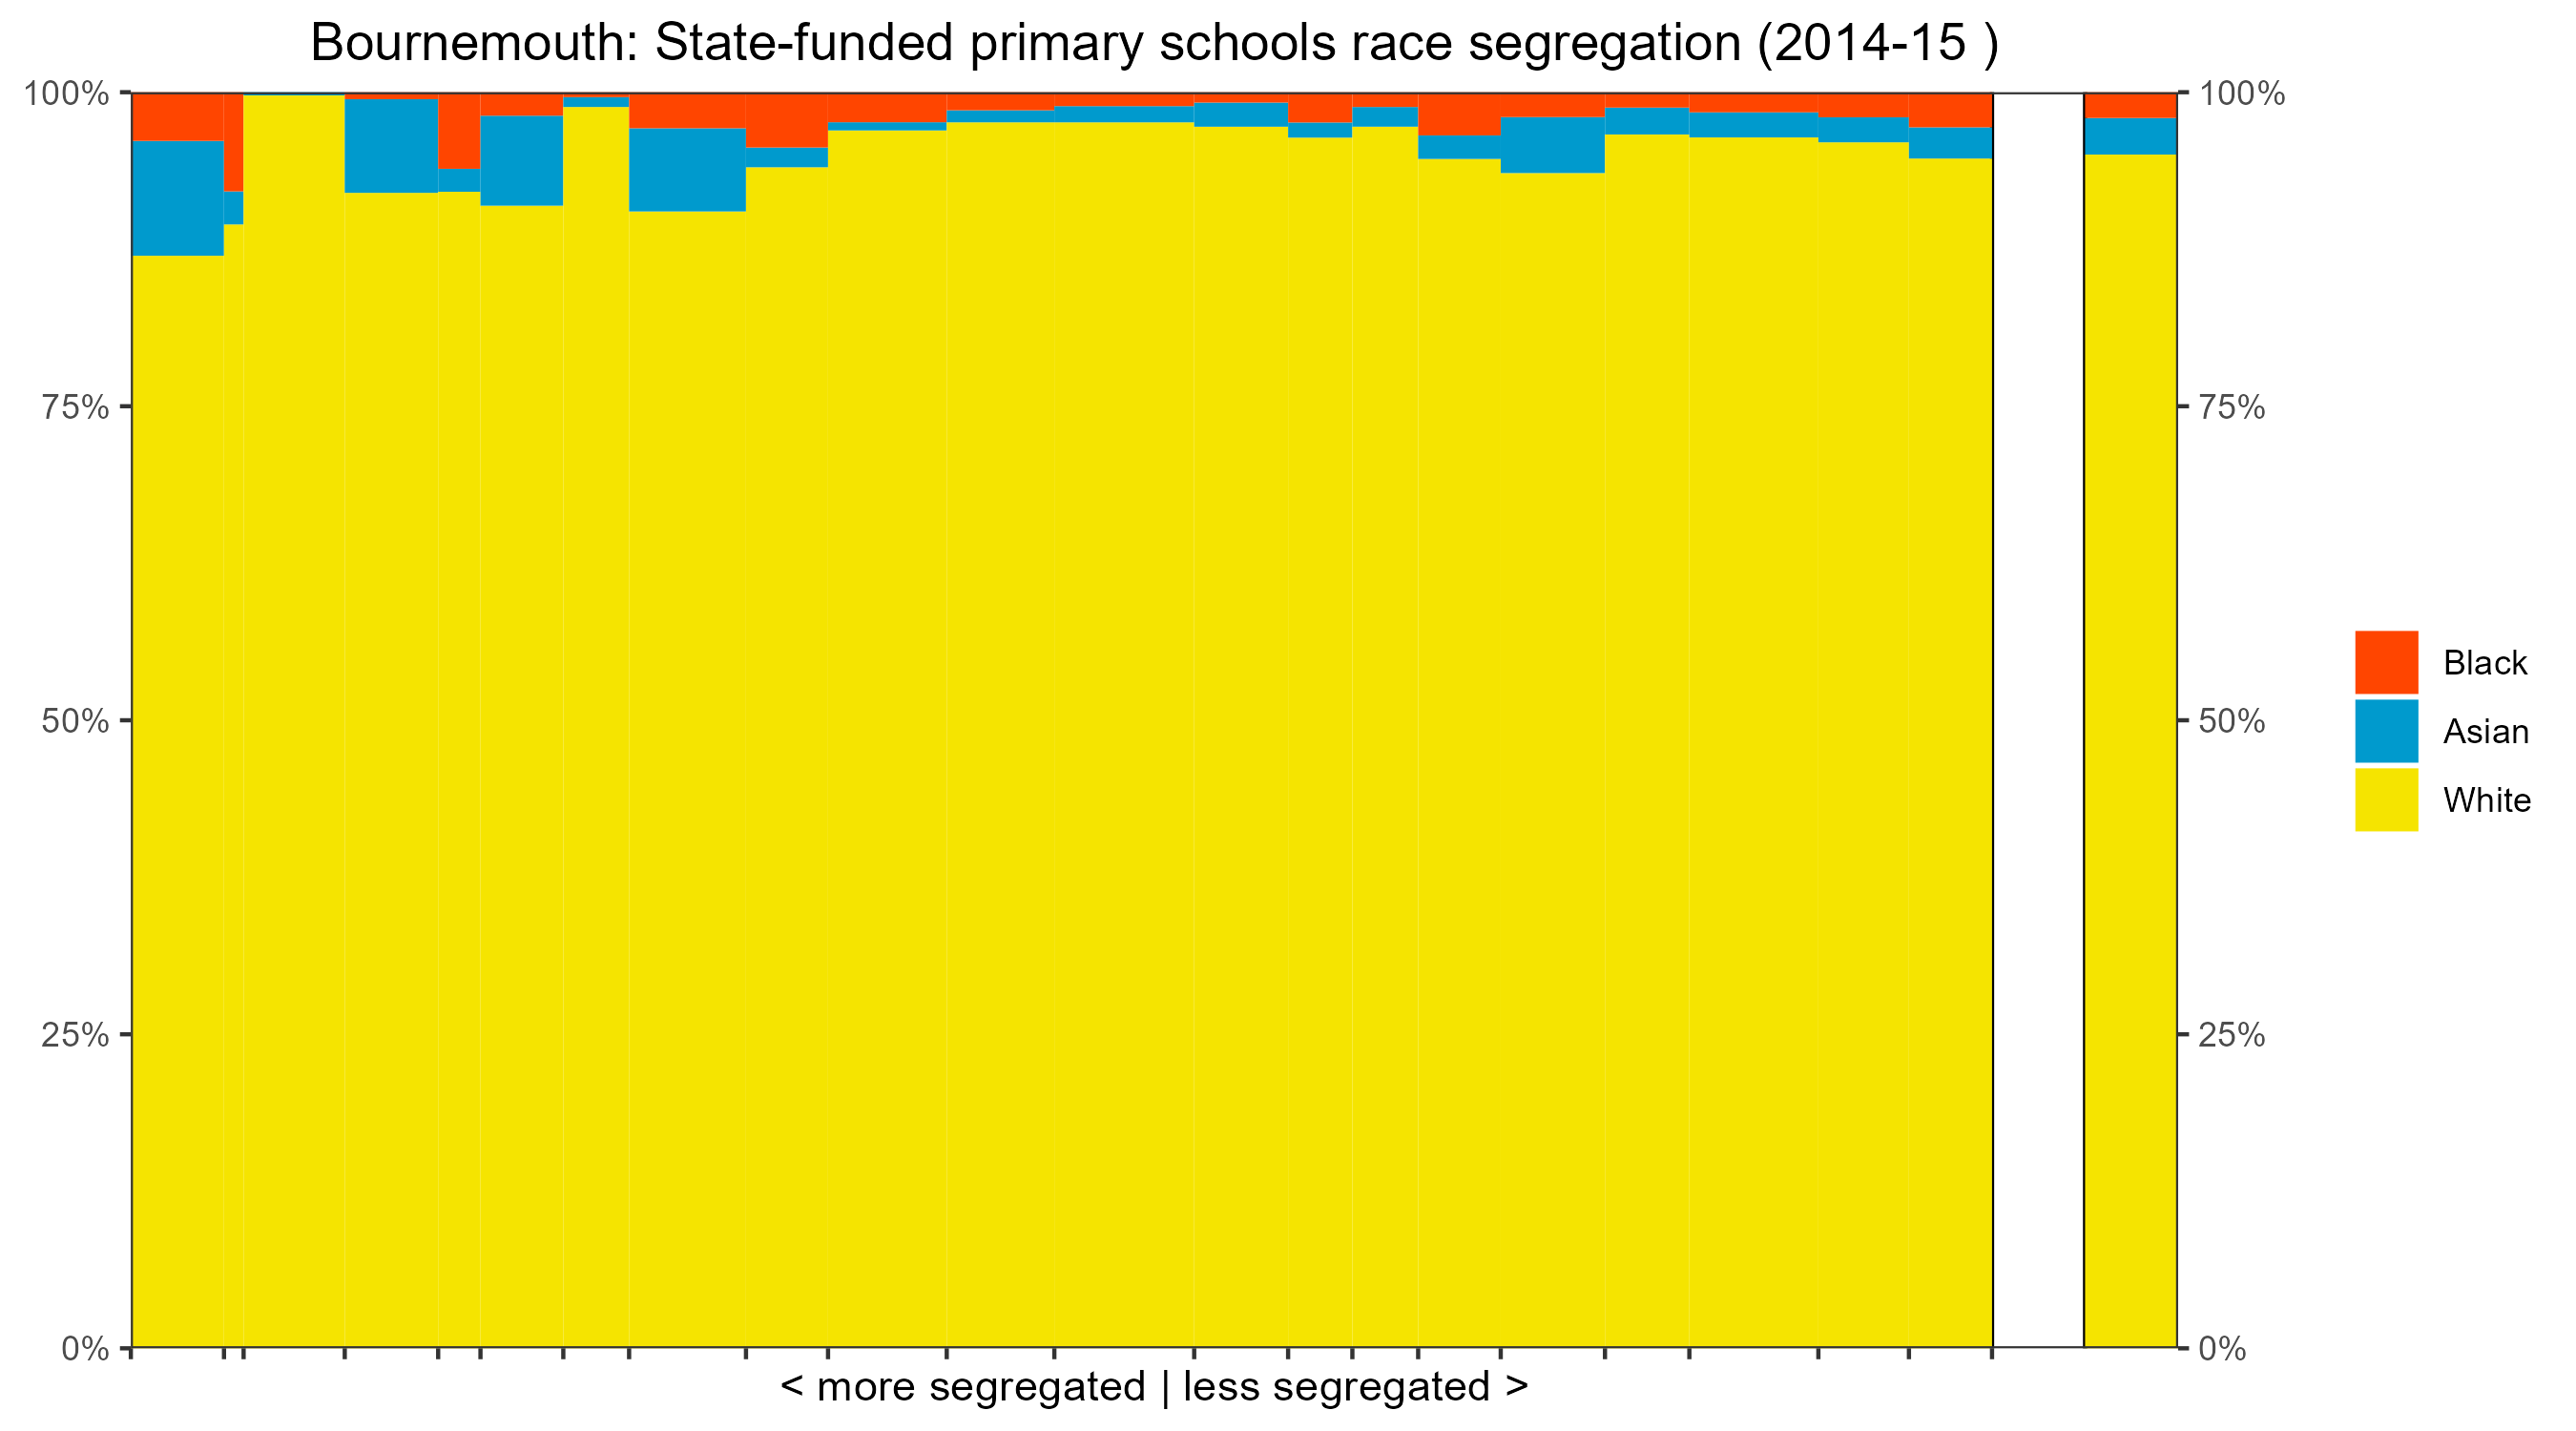 Bournemouth: State-funded primary schools race segregation (2014-15 )
100%
75%
50%
25%
0%
100%
75%
50%
25%
0%
Black
Asian
White
< more segregated | less segregated >